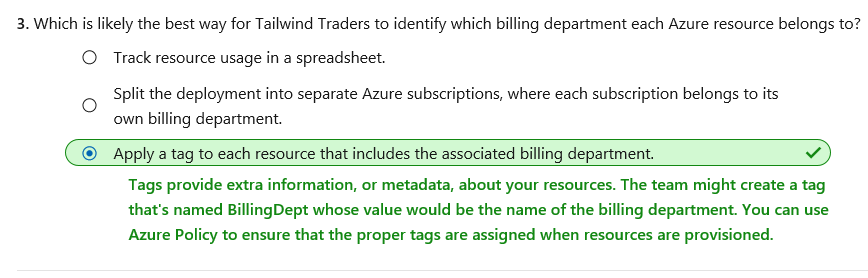 3. Which is likely the best way for Tailwind Traders to identify which billing department each Azure resource belongs to?
Track resource usage in a spreadsheet.
Split the deployment into separate Azure subscriptions, where each subscription belongs to its
own billing department.
Apply a tag to each resource that includes the associated billing department.
Tags provide extra information, or metadata, about your resources. The team might create a tag
that's named BillingDept whose value would be the name of the billing department. You can use
Azure Policy to ensure that the proper tags are assigned when resources are provisioned.